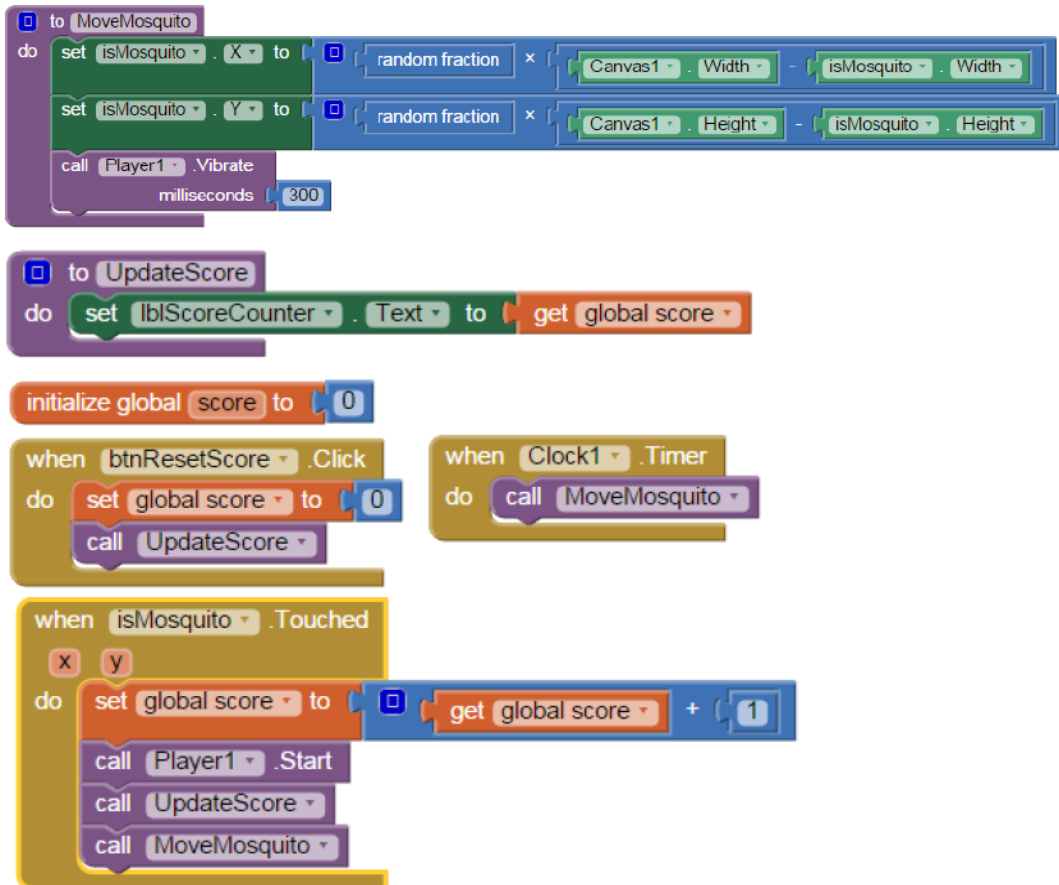 to MoveMosquito
do set isMosquito . X to random fraction × Canvas1 . Width - isMosquito . Width
set isMosquito . Y to random fraction × Canvas1 . Height - isMosquito . Height
call Player1 .Vibrate
milliseconds 300
to UpdateScore
do set lblScoreCounter . Text to get global score
initialize global score to 0
when btnResetScore .Click
do set global score to 0
call UpdateScore
when Clock1 .Timer
do call MoveMosquito
when isMosquito .Touched
x y
do set global score to get global score + 1
call Player1 .Start
call UpdateScore
call MoveMosquito